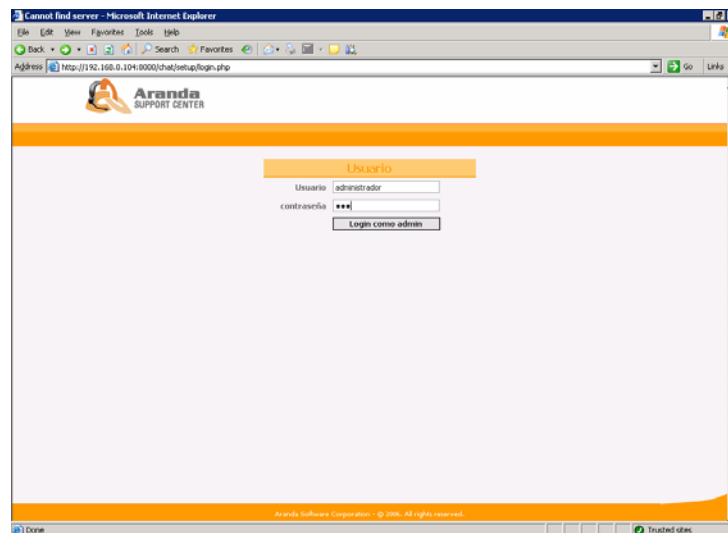 Cannot find server - Microsoft Internet Explorer
File Edit View Favorites Tools Help
Back Search Favorites
Address http://192.168.0.104:8000/chat/setup/login.php Go Links
Aranda
SUPPORT CENTER
Usuario
Usuario administrador
contraseña
Login como admin
Aranda Software Corporation - © 2006. All rights reserved.
Done Trusted sites